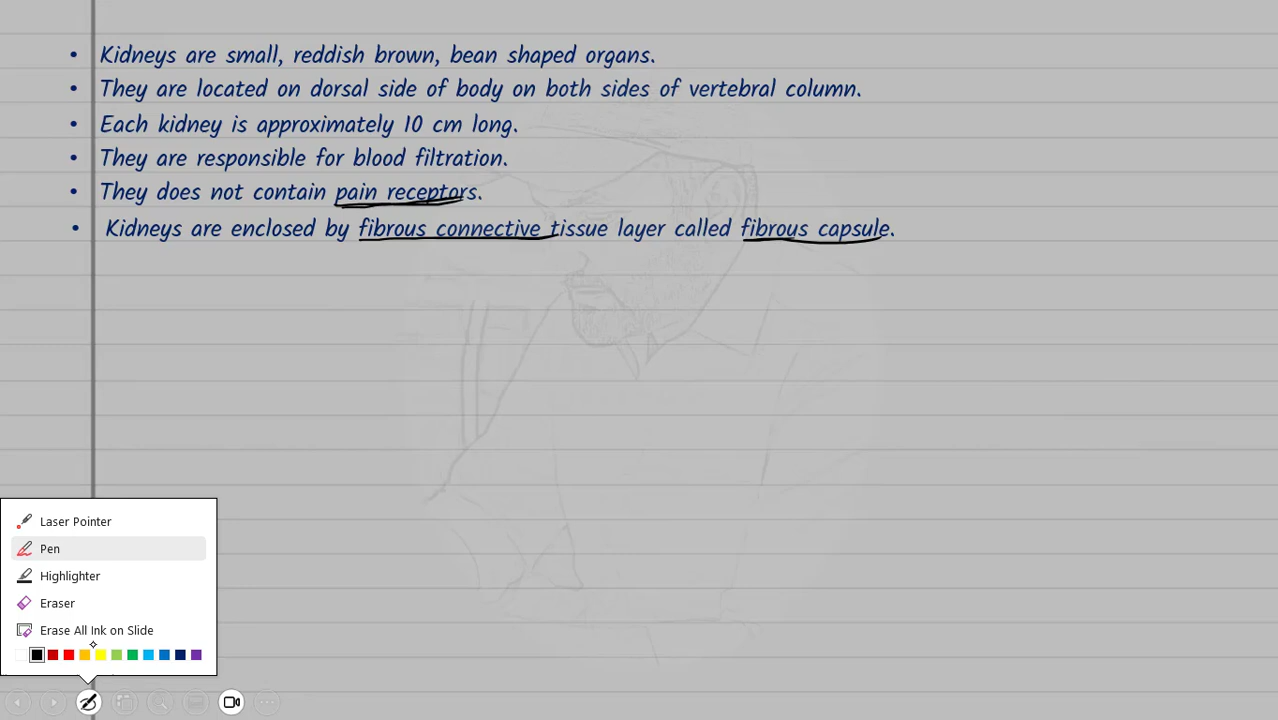 • Kidneys are small, reddish brown, bean shaped organs.
• They are located on dorsal side of body on both sides of vertebral column.
• Each kidney is approximately 10 cm long.
• They are responsible for blood filtration.
• They does not contain pain receptors.
• Kidneys are enclosed by fibrous connective tissue layer called fibrous capsule.
Laser Pointer
Pen
Highlighter
Eraser
Erase All Ink on Slide